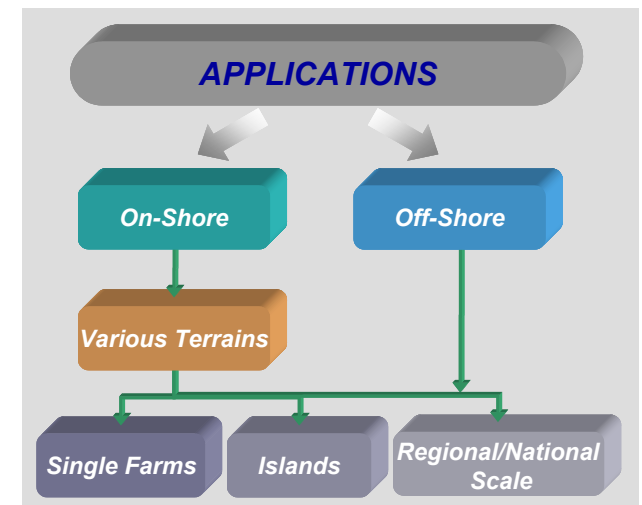 APPLICATIONS
On-Shore
Off-Shore
Various Terrains
Single Farms
Islands
Regional/National
Scale